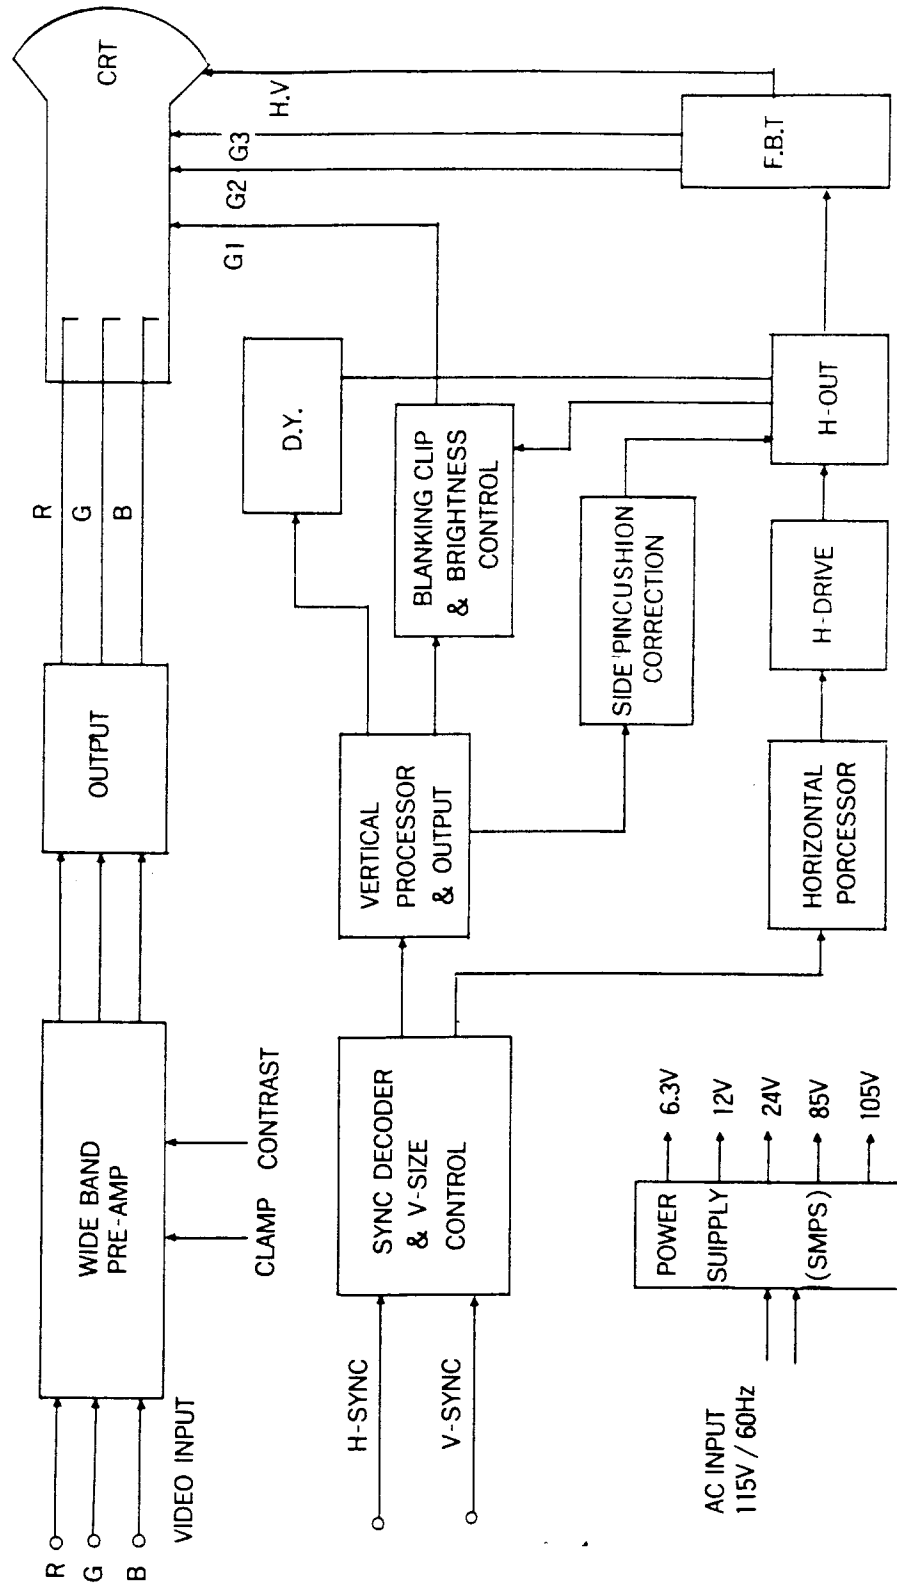 R
G
B
VIDEO INPUT
WIDE BAND
PRE-AMP
CLAMP
CONTRAST
OUTPUT
R
G
B
CRT
H-SYNC
V-SYNC
SYNC DECODER
& V-SIZE
CONTROL
VERTICAL
PROCESSOR
& OUTPUT
D.Y.
BLANKING CLIP
& BRIGHTNESS
CONTROL
G1
G2
G3
H.V
SIDE PINCUSHION
CORRECTION
HORIZONTAL
PORCESSOR
H-DRIVE
H-OUT
F.B.T
AC INPUT
115V / 60Hz
POWER
SUIPPLY
(SMPS)
6.3V
12V
24V
85V
105V